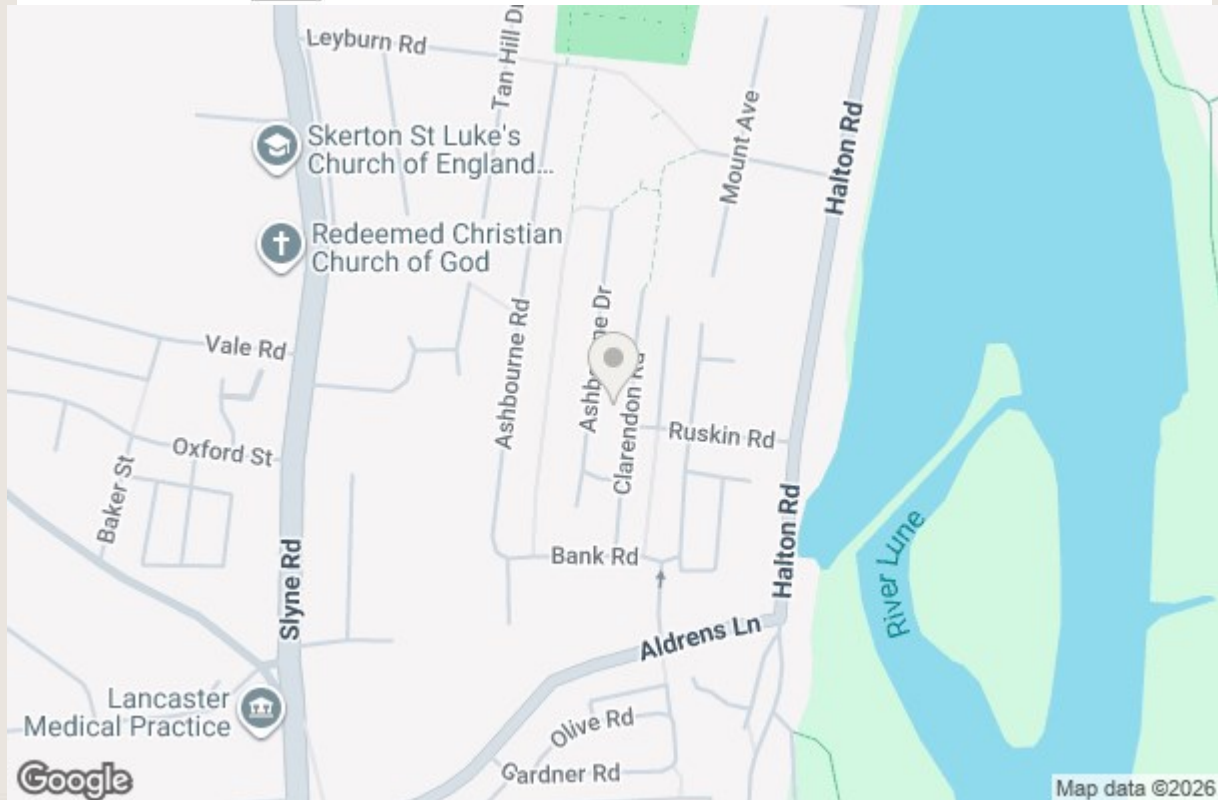 Leyburn Rd
Tan Hill Dr
Skerton St Luke's
Church of England...
Mount Ave
Halton Rd
Redeemed Christian
Church of God
Vale Rd
Ashbourne Rd
Clarendon Rd
Oxford St
Ruskin Rd
Baker St
Halton Rd
Bank Rd
Slyne Rd
River Lune
Aldrens Ln
Lancaster
Medical Practice
Olive Rd
Gardner Rd
Google
Map data ©2026